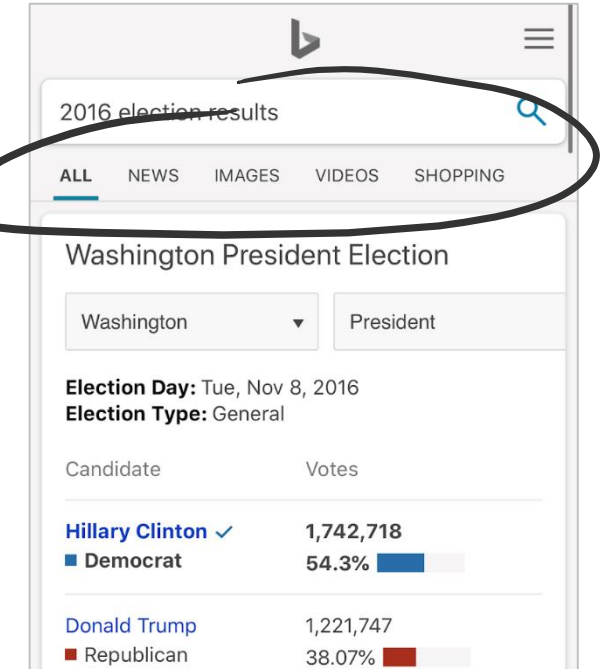 2016 election results
ALL NEWS IMAGES VIDEOS SHOPPING
Washington President Election
Washington President
Election Day: Tue, Nov 8, 2016
Election Type: General
Candidate Votes
Hillary Clinton 1,742,718
Democrat 54.3%
Donald Trump 1,221,747
Republican 38.07%